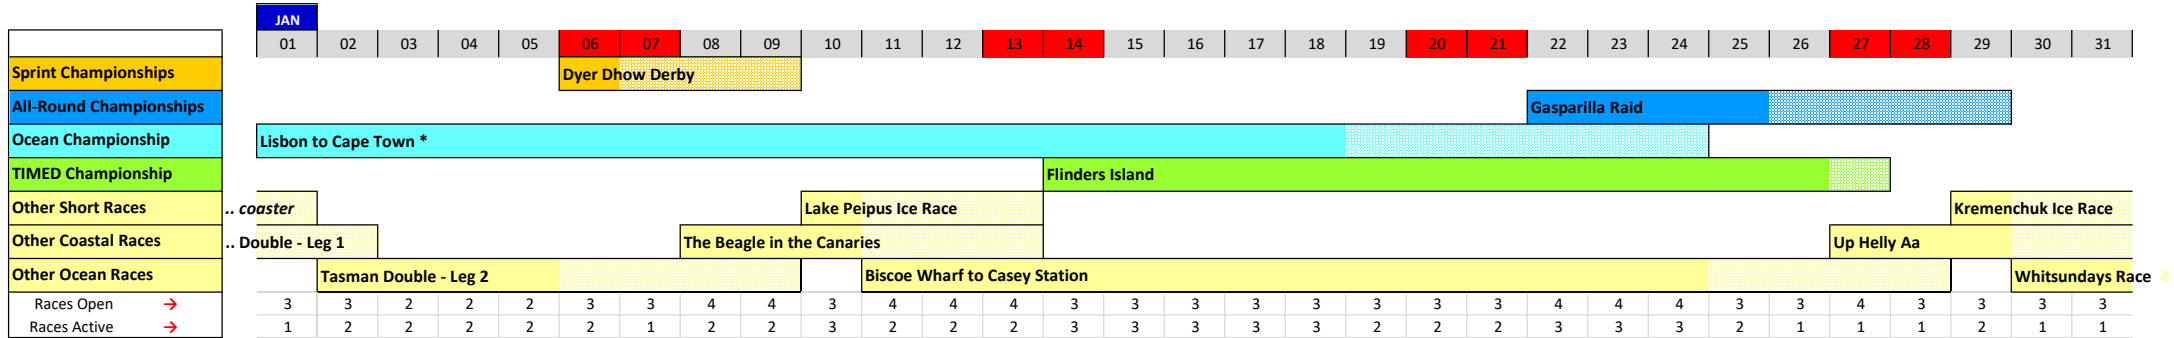 JAN
01 02 03 04 05 06 07 08 09 10 11 12 13 14 15 16 17 18 19 20 21 22 23 24 25 26 27 28 29 30 31
Sprint Championships Dyer Dhow Derby
All-Round Championships Gasparilla Raid
Ocean Championship Lisbon to Cape Town *
TIMED Championship Flinders Island
Other Short Races .. coaster Lake Peipus Ice Race Kremenchuk Ice Race
Other Coastal Races .. Double - Leg 1 The Beagle in the Canaries Up Helly Aa
Other Ocean Races Tasman Double - Leg 2 Biscoe Wharf to Casey Station Whitsundays Race
Races Open → 3 3 2 2 2 3 3 4 4 3 4 4 4 3 3 3 3 3 3 3 3 4 4 4 3 3 4 3 3 3 3
Races Active → 1 2 2 2 2 2 1 2 2 3 2 2 2 3 3 3 3 3 2 2 2 3 3 3 2 1 1 1 2 1 1